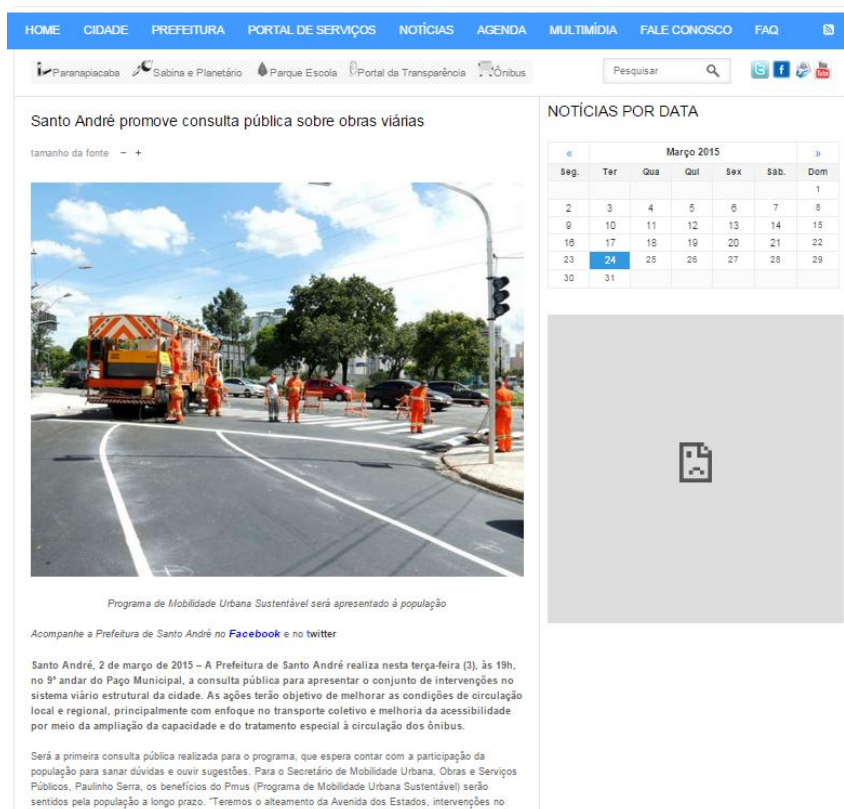 HOME CIDADE PREFEITURA PORTAL DE SERVIÇOS NOTÍCIAS AGENDA MULTIMÍDIA FALE CONOSCO FAQ
Paranapiacaba Sabina e Planetário Parque Escola Portal da Transparência Ônibus Pesquisar
Santo André promove consulta pública sobre obras viárias
tamanho da fonte − +
Programa de Mobilidade Urbana Sustentável será apresentado à população
Acompanhe a Prefeitura de Santo André no Facebook e no twitter
Santo André, 2 de março de 2015 – A Prefeitura de Santo André realiza nesta terça-feira (3), às 19h,
no 9º andar do Paço Municipal, a consulta pública para apresentar o conjunto de intervenções no
sistema viário estrutural da cidade. As ações terão objetivo de melhorar as condições de circulação
local e regional, principalmente com enfoque no transporte coletivo e melhoria da acessibilidade
por meio da ampliação da capacidade e do tratamento especial à circulação dos ônibus.
Será a primeira consulta pública realizada para o programa, que espera contar com a participação da
população para sanar dúvidas e ouvir sugestões. Para o Secretário de Mobilidade Urbana, Obras e Serviços
Públicos, Paulinho Serra, os benefícios do Pmus (Programa de Mobilidade Urbana Sustentável) serão
sentidos pela população a longo prazo. "Teremos o alteamento da Avenida dos Estados, intervenções no
NOTÍCIAS POR DATA
« Março 2015 »
Seg. Ter Qua Qui Sex Sáb. Dom
1
2 3 4 5 6 7 8
9 10 11 12 13 14 15
16 17 18 19 20 21 22
23 24 25 26 27 28 29
30 31